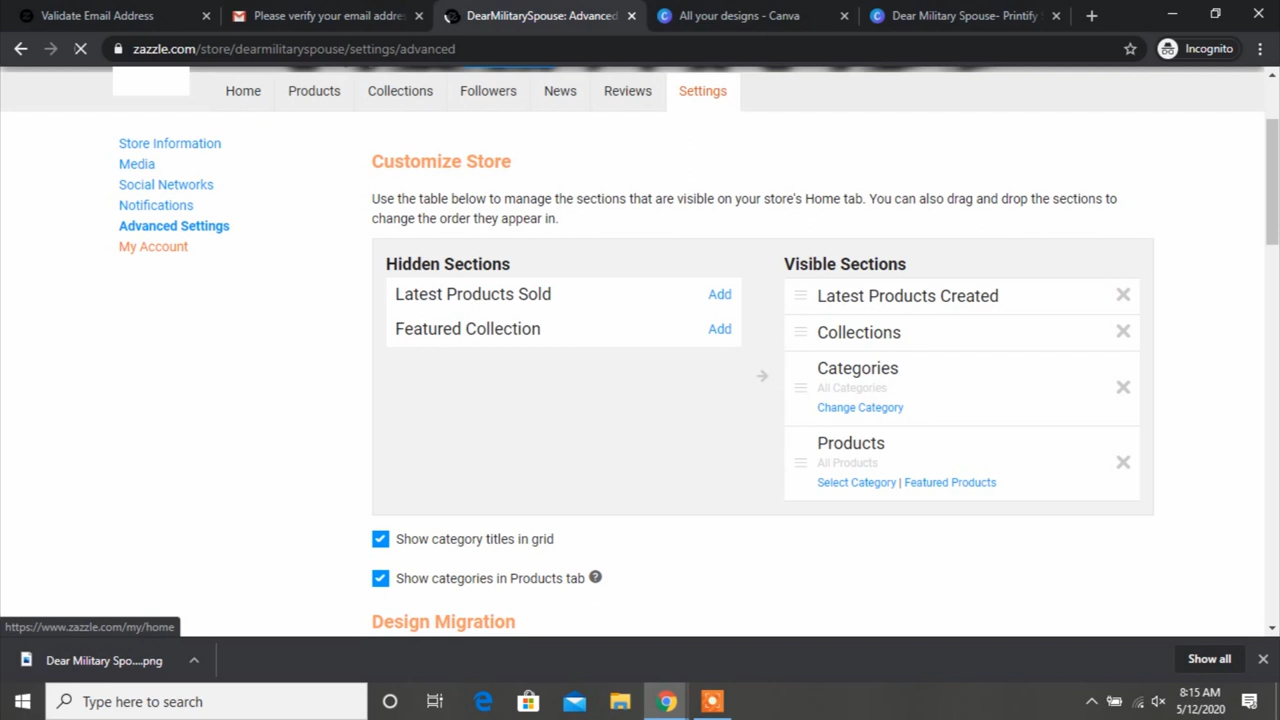 Validate Email Address
Please verify your email addre
DearMilitarySpouse: Advanced
All your designs - Canva
Dear Military Spouse- Printify
zazzle.com/store/dearmilitaryspouse/settings/advanced
Incognito
Home
Products
Collections
Followers
News
Reviews
Settings
Store Information
Media
Social Networks
Notifications
Advanced Settings
My Account
Customize Store
Use the table below to manage the sections that are visible on your store's Home tab. You can also drag and drop the sections to
change the order they appear in.
Hidden Sections
Latest Products Sold
Add
Featured Collection
Add
Visible Sections
Latest Products Created
Collections
Categories
All Categories
Change Category
Products
All Products
Select Category | Featured Products
Show category titles in grid
Show categories in Products tab ?
Design Migration
https://www.zazzle.com/my/home
Dear Military Spo....png
Show all
Type here to search
8:15 AM
5/12/2020